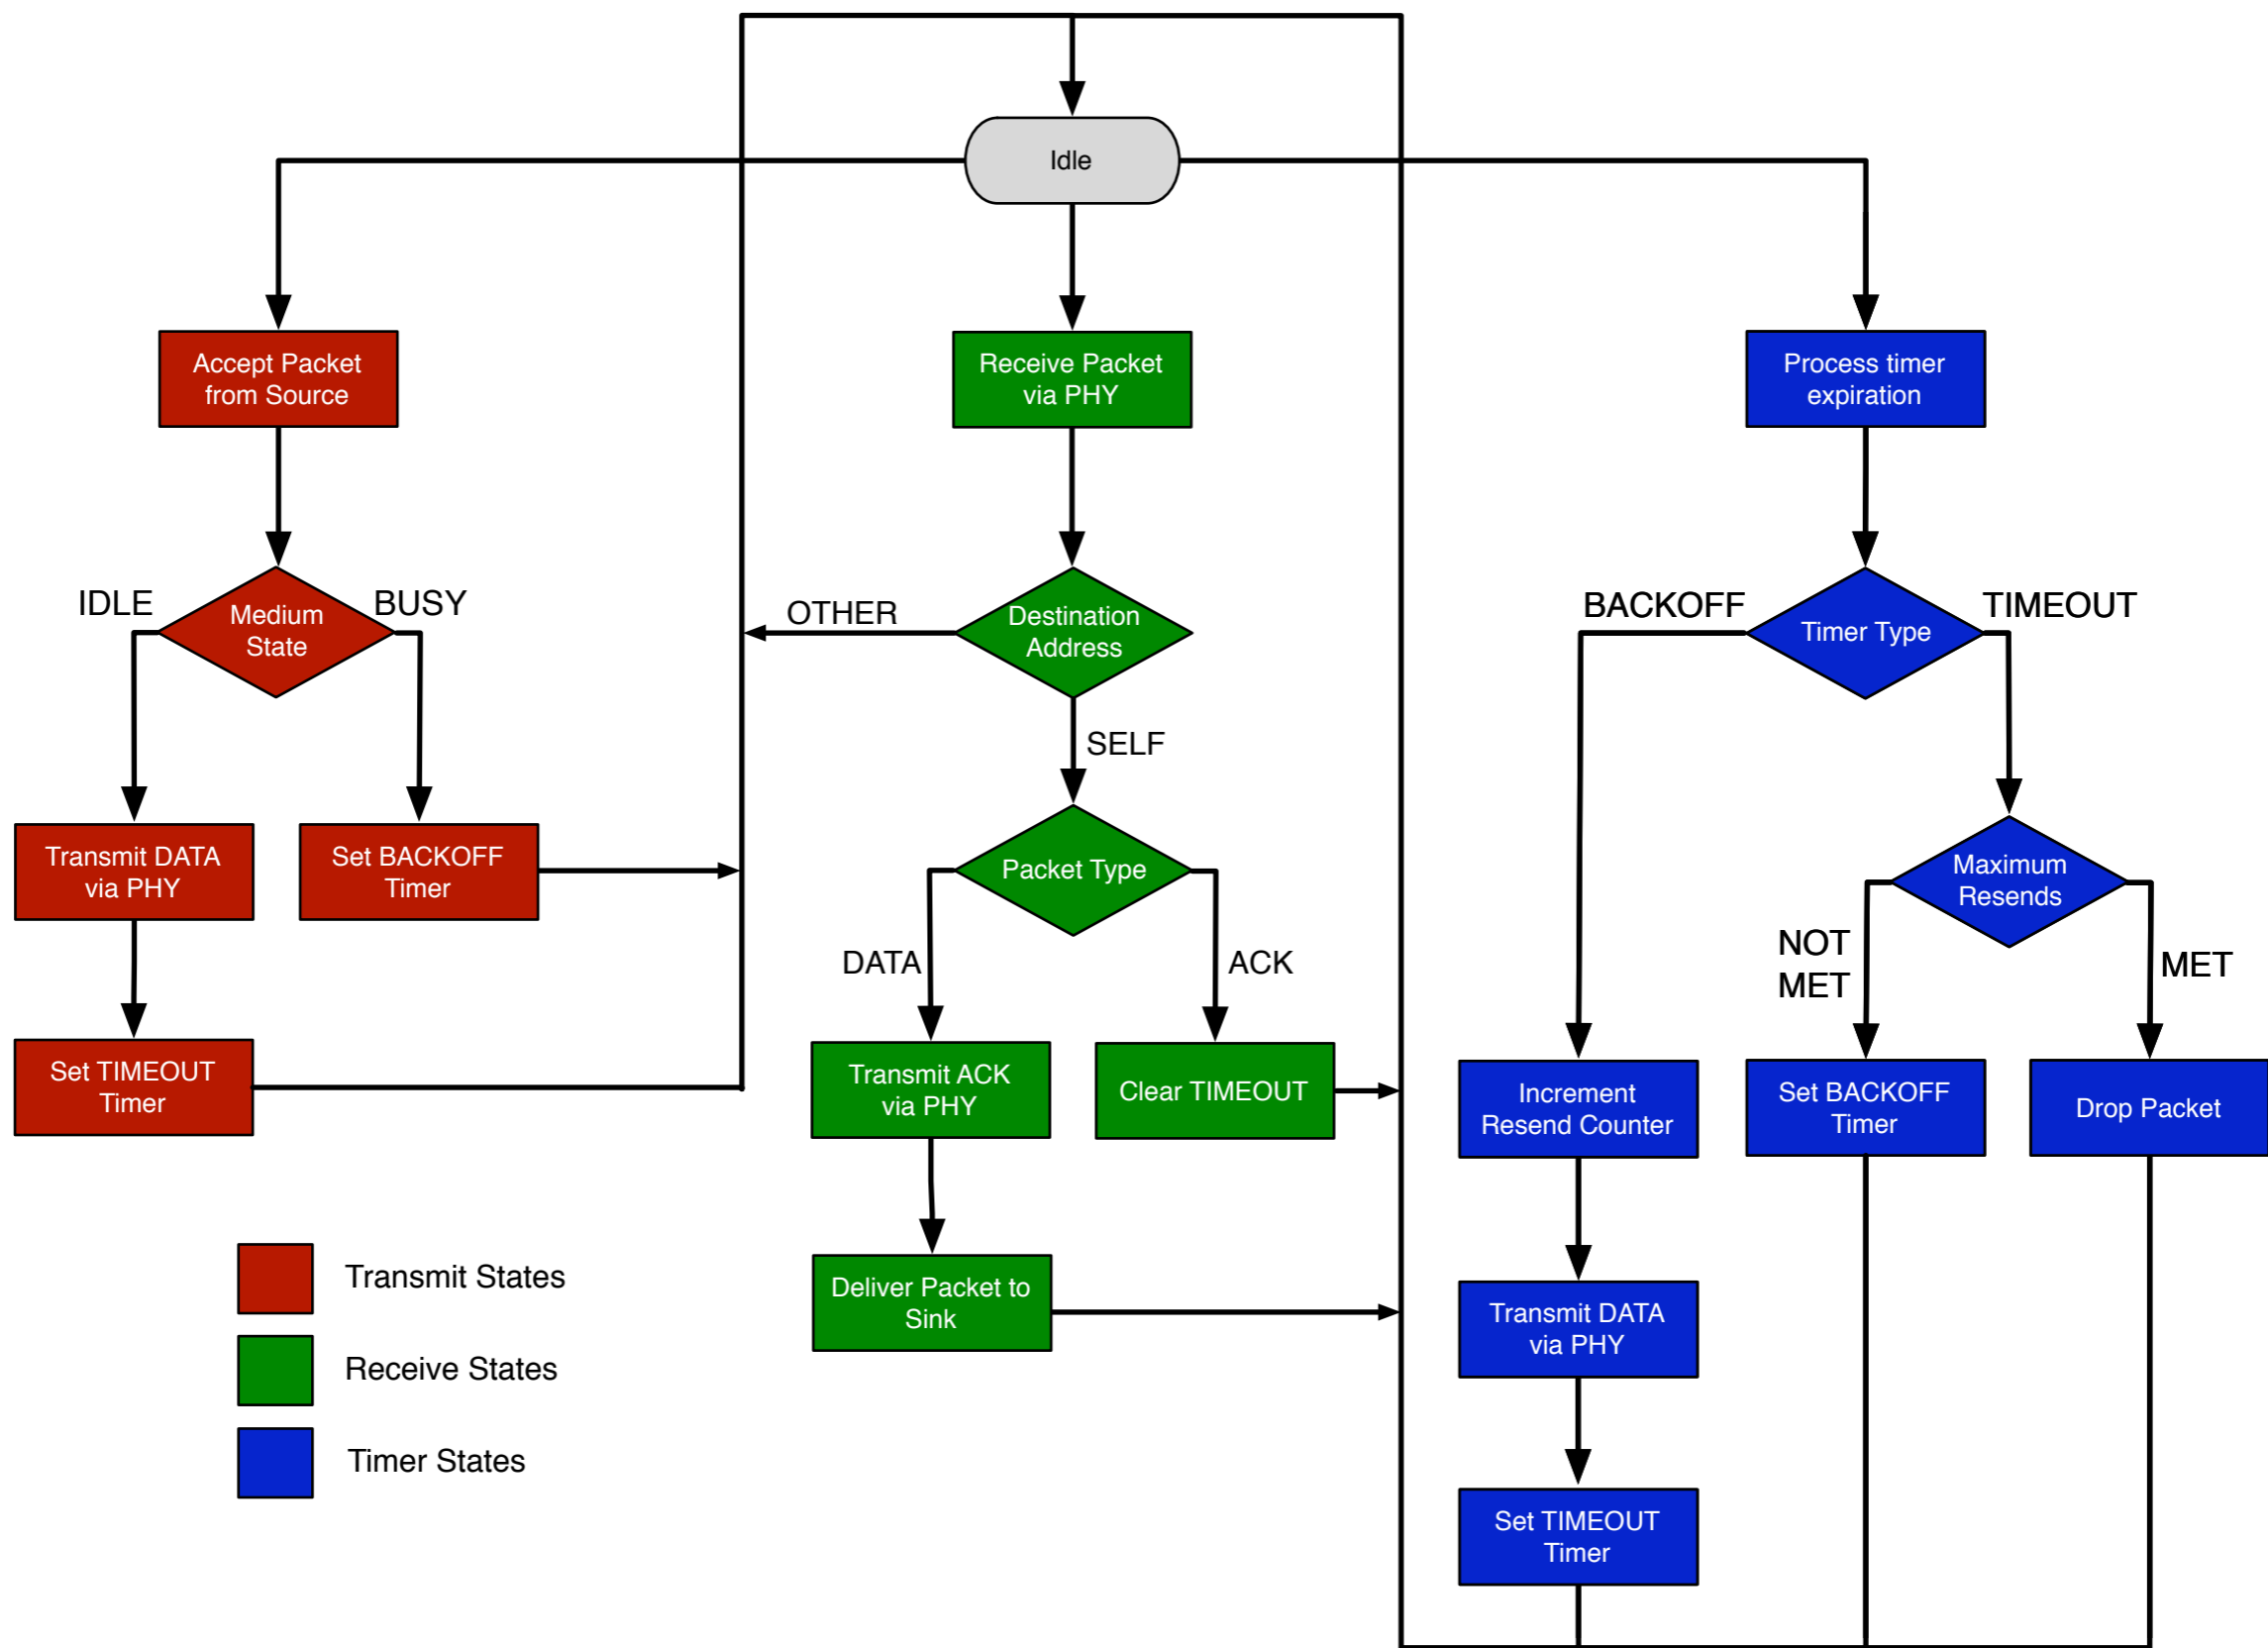 Idle
Accept Packet
from Source
Receive Packet
via PHY
Process timer
expiration
IDLE
Medium
State
BUSY
OTHER
Destination
Address
BACKOFF
Timer Type
TIMEOUT
SELF
Transmit DATA
via PHY
Set BACKOFF
Timer
Packet Type
Maximum
Resends
DATA
ACK
NOT
MET
MET
Set TIMEOUT
Timer
Transmit ACK
via PHY
Clear TIMEOUT
Increment
Resend Counter
Set BACKOFF
Timer
Drop Packet
Deliver Packet to
Sink
Transmit DATA
via PHY
Set TIMEOUT
Timer
Transmit States
Receive States
Timer States